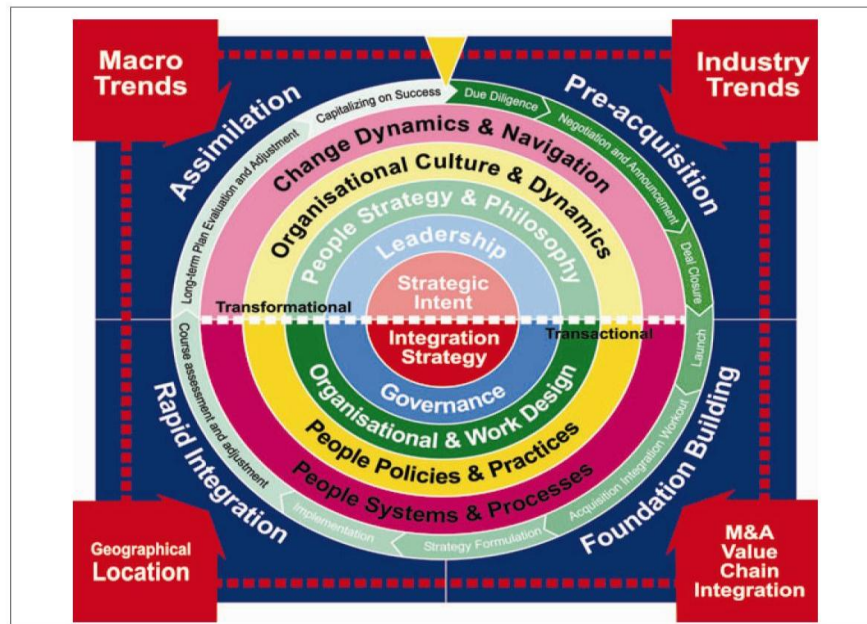 Macro
Trends
Industry
Trends
Assimilation
Pre-acquisition
Capitalizing on Success
Due Diligence
Negotiation and Announcement
Deal Closure
Launch
Acquisition Integration Workout
Strategy Formulation
Implementation
Course assessment and adjustment
Long-term Plan Evaluation and Adjustment
Change Dynamics & Navigation
Organisational Culture & Dynamics
People Strategy & Philosophy
Leadership
Strategic
Intent
Transformational
Transactional
Integration
Strategy
Governance
Organisational & Work Design
People Policies & Practices
People Systems & Processes
Rapid Integration
Foundation Building
Geographical
Location
M&A
Value
Chain
Integration